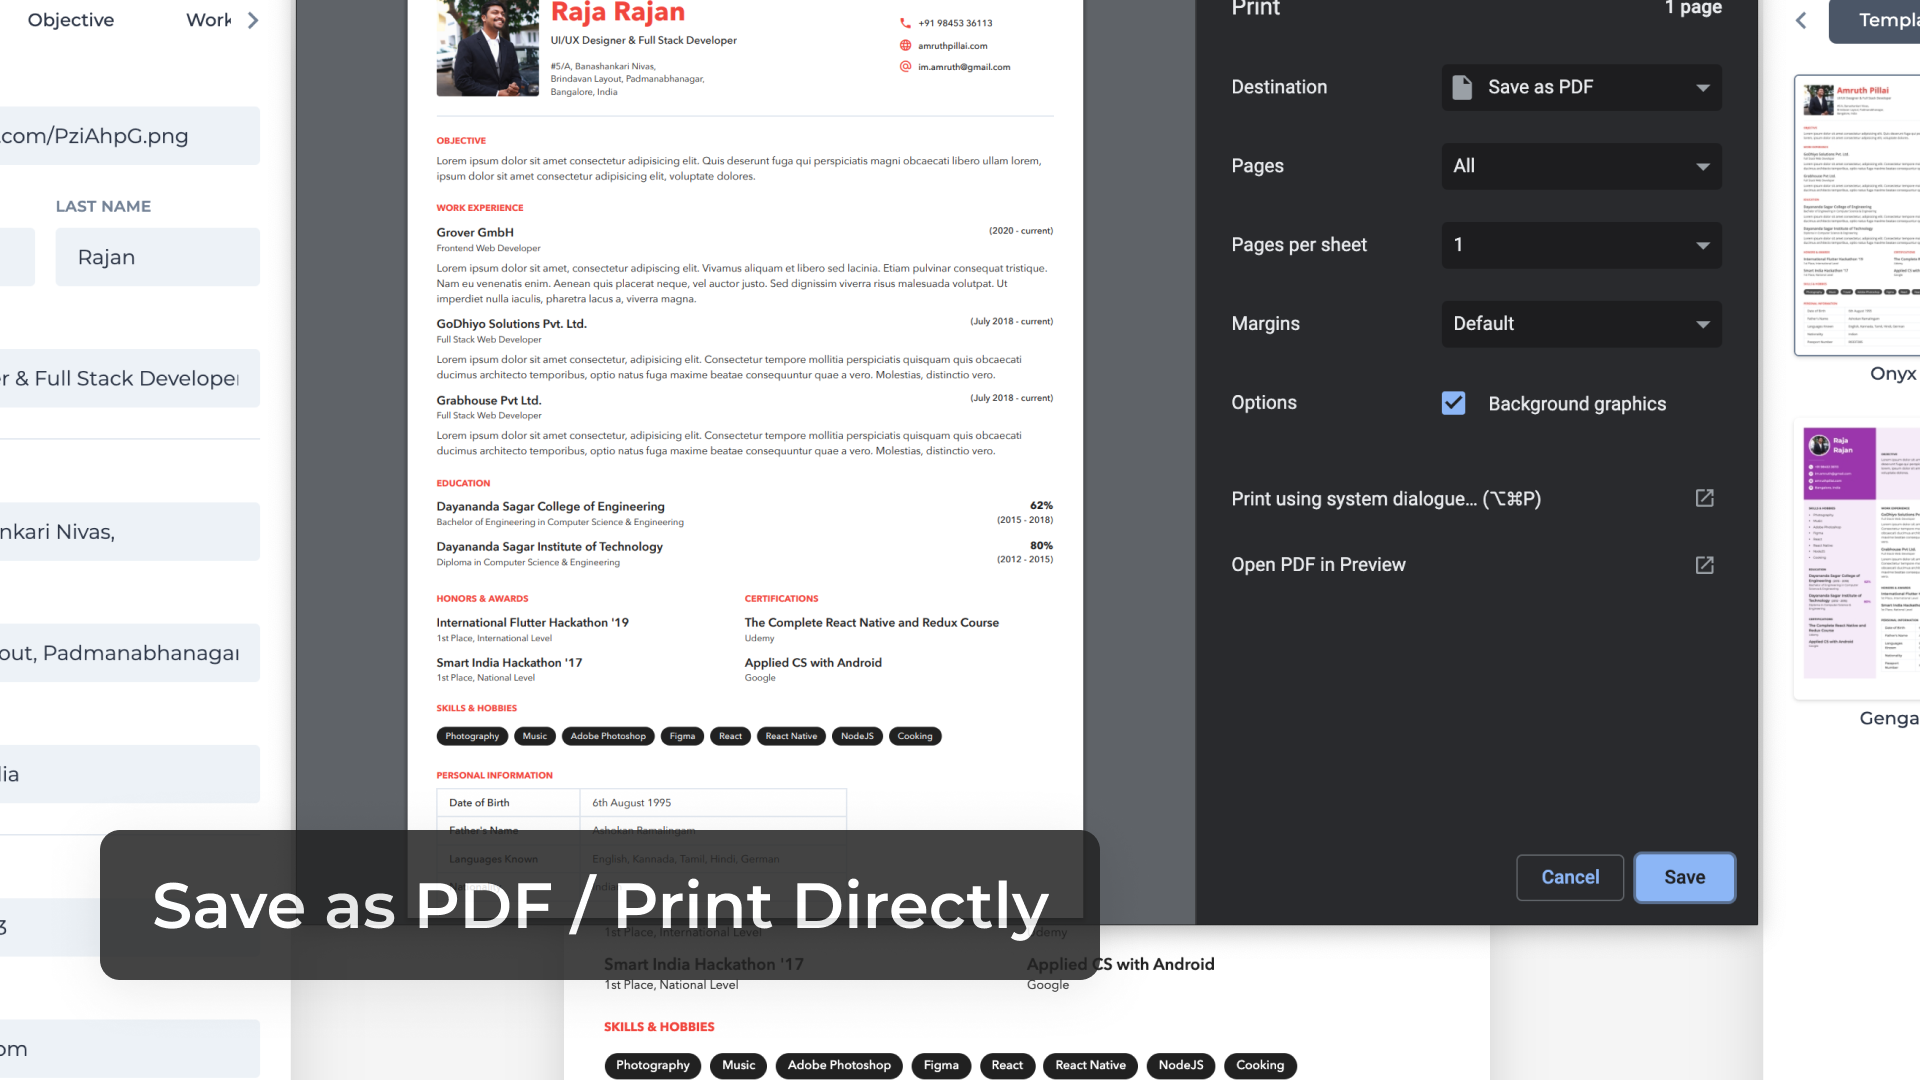 Objective
Work
.com/PziAhpG.png
LAST NAME
Rajan
r & Full Stack Developer
nkari Nivas,
out, Padmanabhanagar
lia
3
om
Raja Rajan
UI/UX Designer & Full Stack Developer
#5/A, Banashankari Nivas,
Brindavan Layout, Padmanabhanagar,
Bangalore, India
+91 98453 36113
amruthpillai.com
im.amruth@gmail.com
OBJECTIVE
Lorem ipsum dolor sit amet consectetur adipisicing elit. Quis deserunt fuga qui perspiciatis magni obcaecati libero ullam lorem,
ipsum dolor sit amet consectetur adipisicing elit, voluptate dolores.
WORK EXPERIENCE
Grover GmbH
(2020 - current)
Frontend Web Developer
Lorem ipsum dolor sit amet, consectetur adipiscing elit. Vivamus aliquam et libero sed lacinia. Etiam pulvinar consequat tristique.
Nam eu venenatis enim. Aenean quis placerat neque, vel auctor justo. Sed dignissim viverra risus malesuada volutpat. Ut
imperdiet nulla iaculis, pharetra lacus a, viverra magna.
GoDhiyo Solutions Pvt. Ltd.
(July 2018 - current)
Full Stack Web Developer
Lorem ipsum dolor sit amet consectetur, adipisicing elit. Consectetur tempore mollitia perspiciatis quisquam quis obcaecati
ducimus architecto temporibus, optio natus fuga maxime beatae consequuntur quae a vero. Molestias, distinctio vero.
Grabhouse Pvt Ltd.
(July 2018 - current)
Full Stack Web Developer
Lorem ipsum dolor sit amet consectetur, adipisicing elit. Consectetur tempore mollitia perspiciatis quisquam quis obcaecati
ducimus architecto temporibus, optio natus fuga maxime beatae consequuntur quae a vero. Molestias, distinctio vero.
EDUCATION
Dayananda Sagar College of Engineering
62%
Bachelor of Engineering in Computer Science & Engineering
(2015 - 2018)
Dayananda Sagar Institute of Technology
80%
Diploma in Computer Science & Engineering
(2012 - 2015)
HONORS & AWARDS
CERTIFICATIONS
International Flutter Hackathon '19
The Complete React Native and Redux Course
1st Place, International Level
Udemy
Smart India Hackathon '17
Applied CS with Android
1st Place, National Level
Google
SKILLS & HOBBIES
Photography
Music
Adobe Photoshop
Figma
React
React Native
NodeJS
Cooking
PERSONAL INFORMATION
Date of Birth
6th August 1995
Father's Name
Ashokan Ramalingam
Languages Known
English, Kannada, Tamil, Hindi, German
Save as PDF / Print Directly
1st Place, International Level
demy
Smart India Hackathon '17
Applied CS with Android
1st Place, National Level
Google
SKILLS & HOBBIES
Photography
Music
Adobe Photoshop
Figma
React
React Native
NodeJS
Cooking
Print
1 page
Destination
Save as PDF
Pages
All
Pages per sheet
1
Margins
Default
Options
Background graphics
Print using system dialogue... (⌥⌘P)
Open PDF in Preview
Cancel
Save
Templa
Amruth Pillai
Onyx
Raja
Rajan
Genga